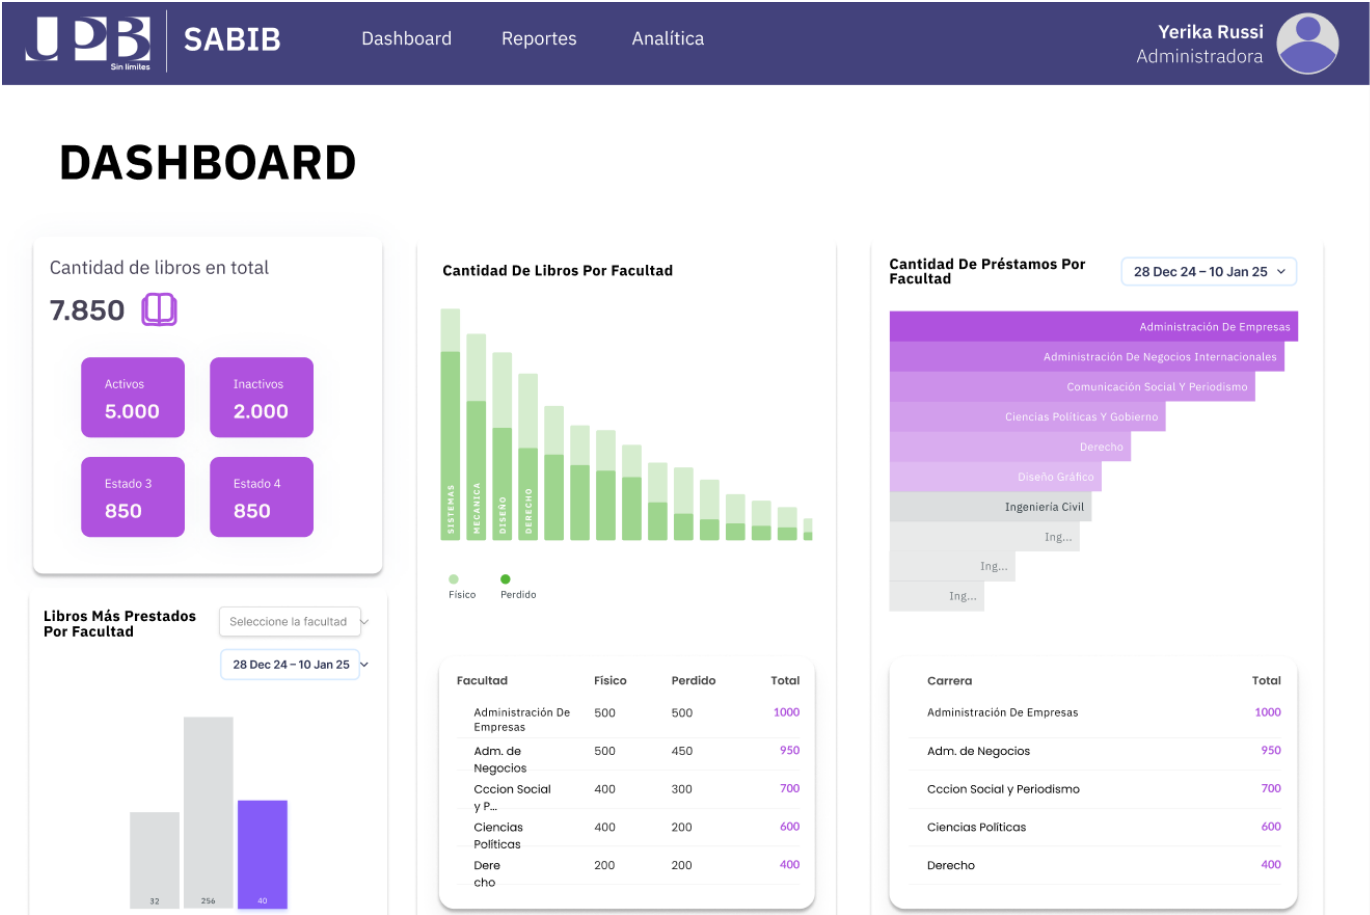 JPB
Sin límites
SABIB
Dashboard
Reportes
Analítica
Yerika Russi
Administradora
DASHBOARD
Cantidad de libros en total
7.850
Activos
5.000
Inactivos
2.000
Estado 3
850
Estado 4
850
Libros Más Prestados
Por Facultad
Seleccione la facultad
28 Dec 24 – 10 Jan 25
32
256
40
Cantidad De Libros Por Facultad
SISTEMAS
MECANICA
DISEÑO
DERECHO
Físico
Perdido
Facultad Físico Perdido Total
Administración De
Empresas
500 500 1000
Adm. de
Negocios
500 450 950
Cccion Social
y P...
400 300 700
Ciencias
Políticas
400 200 600
Dere
cho
200 200 400
Cantidad De Préstamos Por
Facultad
28 Dec 24 – 10 Jan 25
Administración De Empresas
Administración De Negocios Internacionales
Comunicación Social Y Periodismo
Ciencias Políticas Y Gobierno
Derecho
Diseño Gráfico
Ingeniería Civil
Ing...
Ing...
Ing...
Carrera Total
Administración De Empresas 1000
Adm. de Negocios 950
Cccion Social y Periodismo 700
Ciencias Políticas 600
Derecho 400